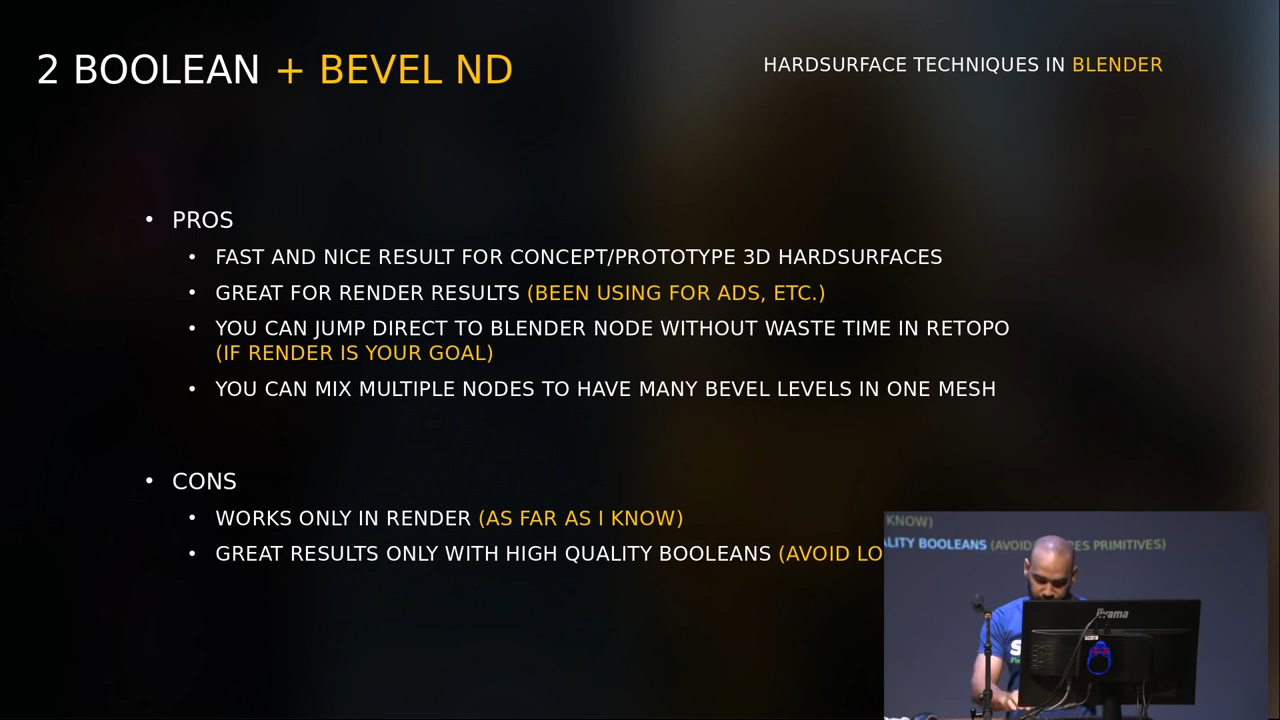 2 BOOLEAN + BEVEL ND
HARDSURFACE TECHNIQUES IN BLENDER
• PROS
• FAST AND NICE RESULT FOR CONCEPT/PROTOTYPE 3D HARDSURFACES
• GREAT FOR RENDER RESULTS (BEEN USING FOR ADS, ETC.)
• YOU CAN JUMP DIRECT TO BLENDER NODE WITHOUT WASTE TIME IN RETOPO
(IF RENDER IS YOUR GOAL)
• YOU CAN MIX MULTIPLE NODES TO HAVE MANY BEVEL LEVELS IN ONE MESH
• CONS
• WORKS ONLY IN RENDER (AS FAR AS I KNOW)
• GREAT RESULTS ONLY WITH HIGH QUALITY BOOLEANS (AVOID LO
KNOW)
ALITY BOOLEANS (AVOID RES PRIMITIVES)
iiyama